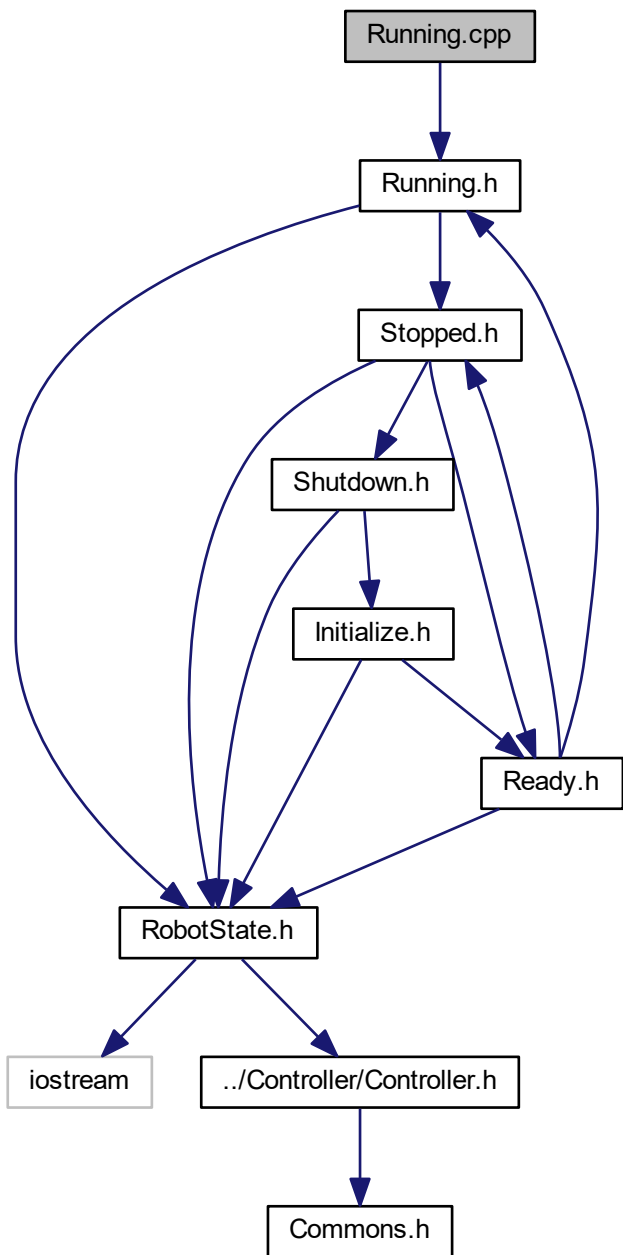 Running.cpp
Running.h
Stopped.h
Shutdown.h
Initialize.h
Ready.h
RobotState.h
iostream
../Controller/Controller.h
Commons.h